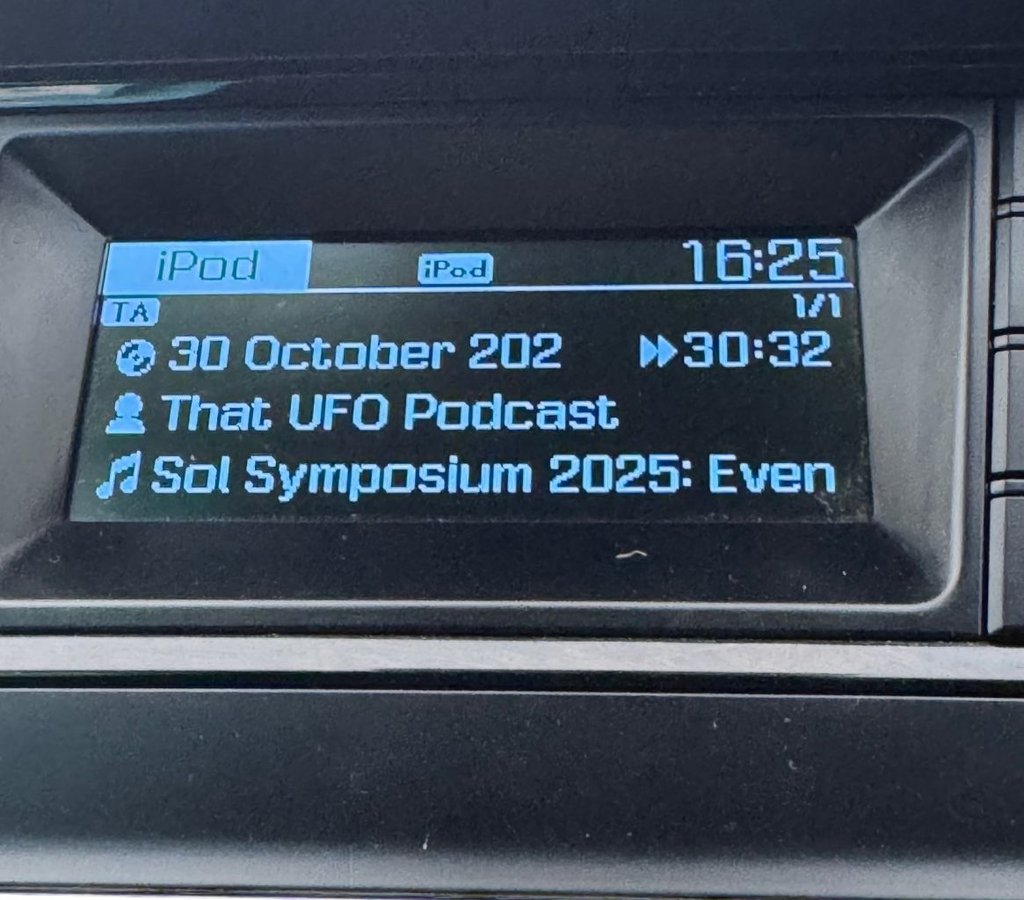 iPod iPod 16:25
TA 1/1
30 October 202 30:32
That UFO Podcast
Sol Symposium 2025: Even